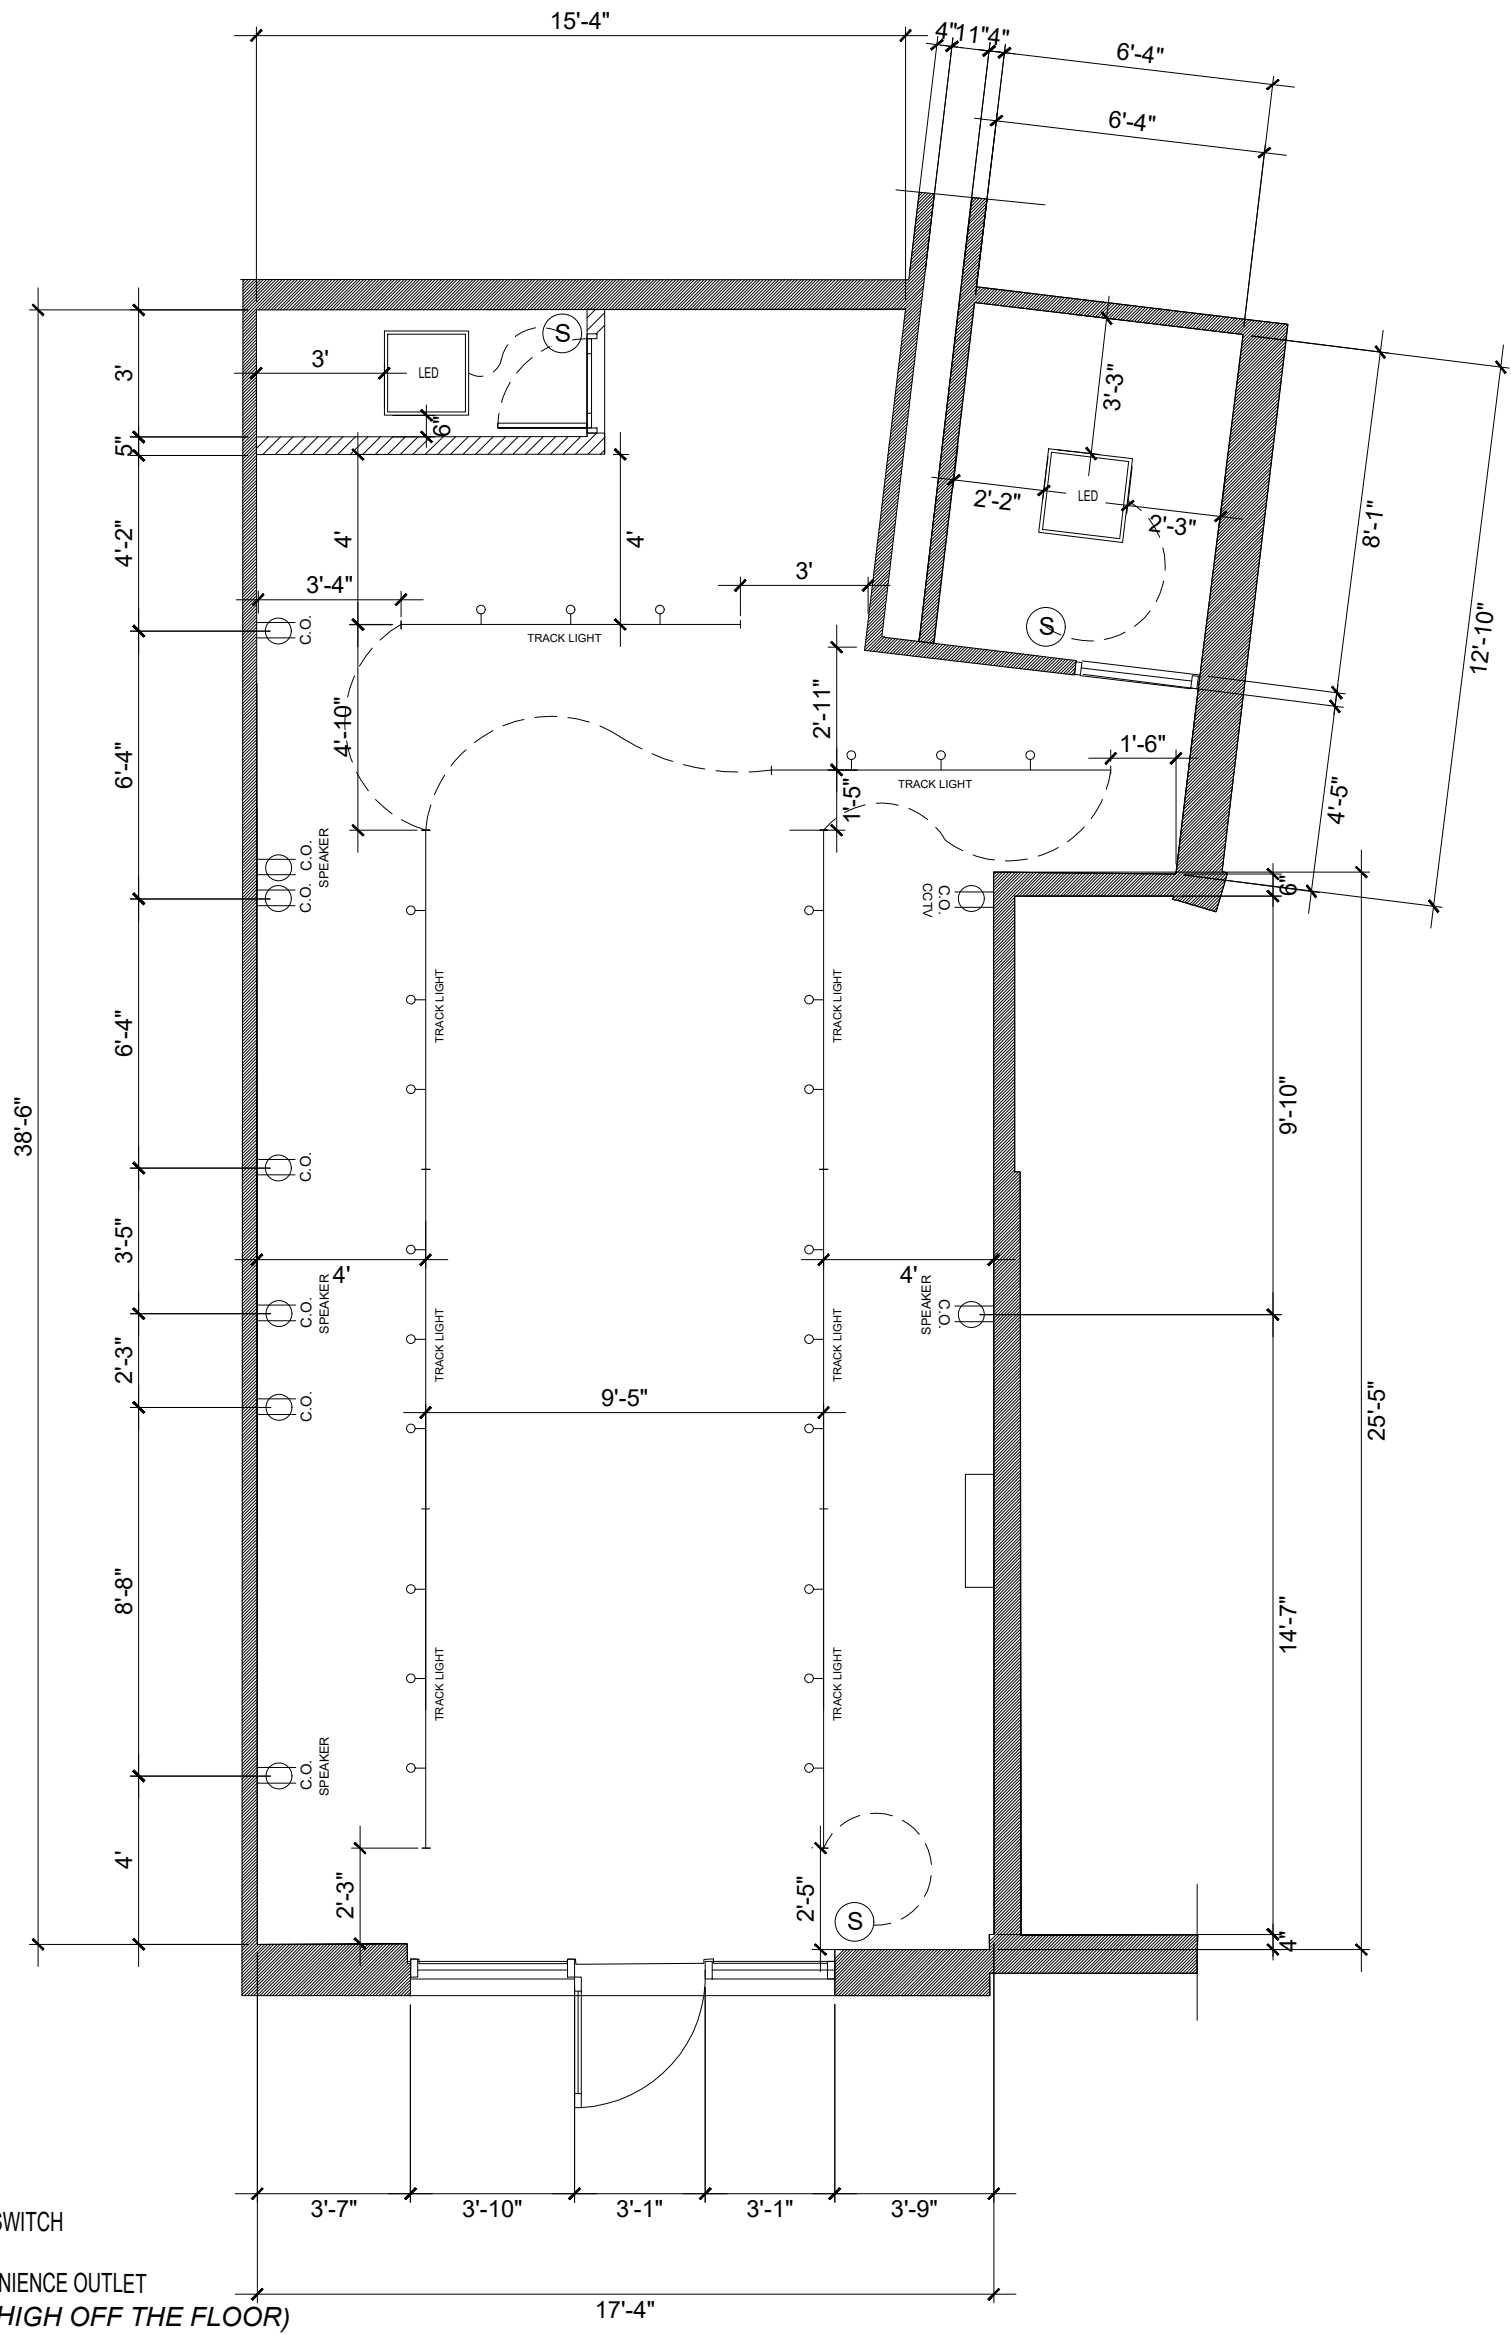 15'-4"
4"
11"
4"
6'-4"
6'-4"
3'
LED
S
6"
3'
5"
4'-2"
3'-3"
2'-2"
LED
2'-3"
8'-1"
12'-10"
4'
4'
3'-4"
3'
C.O.
TRACK LIGHT
S
4'-10"
2'-11"
6'-4"
1'-6"
TRACK LIGHT
1'-5"
4'-5"
C.O.
SPEAKER
C.O.
C.O.
CCTV
6"
TRACK LIGHT
TRACK LIGHT
6'-4"
38'-6"
9'-10"
C.O.
3'-5"
4'
4'
C.O.
SPEAKER
SPEAKER
C.O.
TRACK LIGHT
TRACK LIGHT
2'-3"
C.O.
9'-5"
25'-5"
8'-8"
14'-7"
TRACK LIGHT
TRACK LIGHT
C.O.
SPEAKER
4'
2'-3"
2'-5"
S
4"
3'-7"
3'-10"
3'-1"
3'-1"
3'-9"
17'-4"
SWITCH
NIENCE OUTLET
HIGH OFF THE FLOOR)